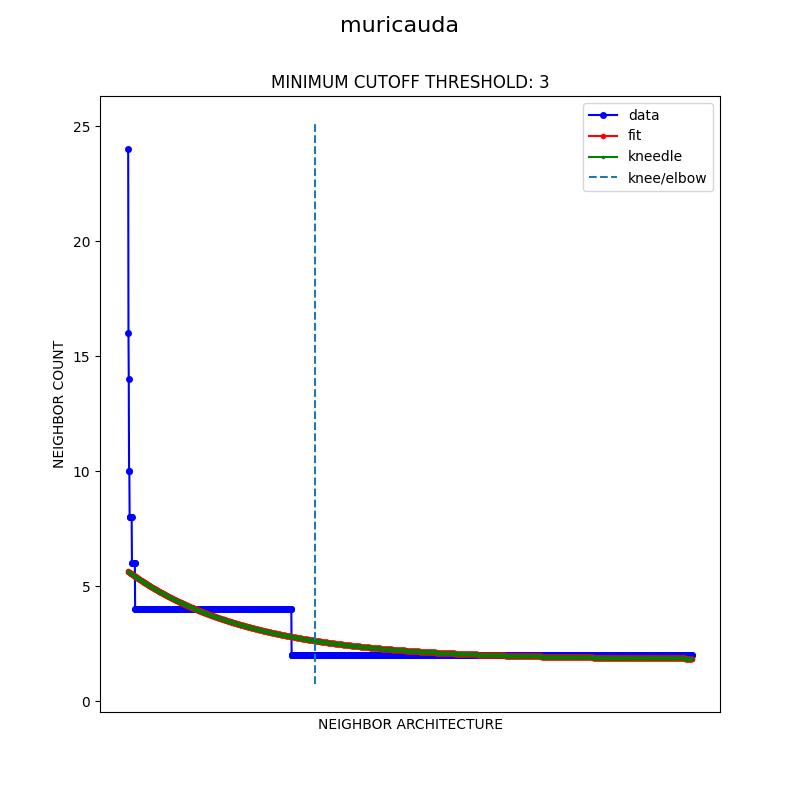 muricauda
MINIMUM CUTOFF THRESHOLD: 3
data
fit
kneedle
knee/elbow
25
20
15
10
5
0
NEIGHBOR COUNT
NEIGHBOR ARCHITECTURE